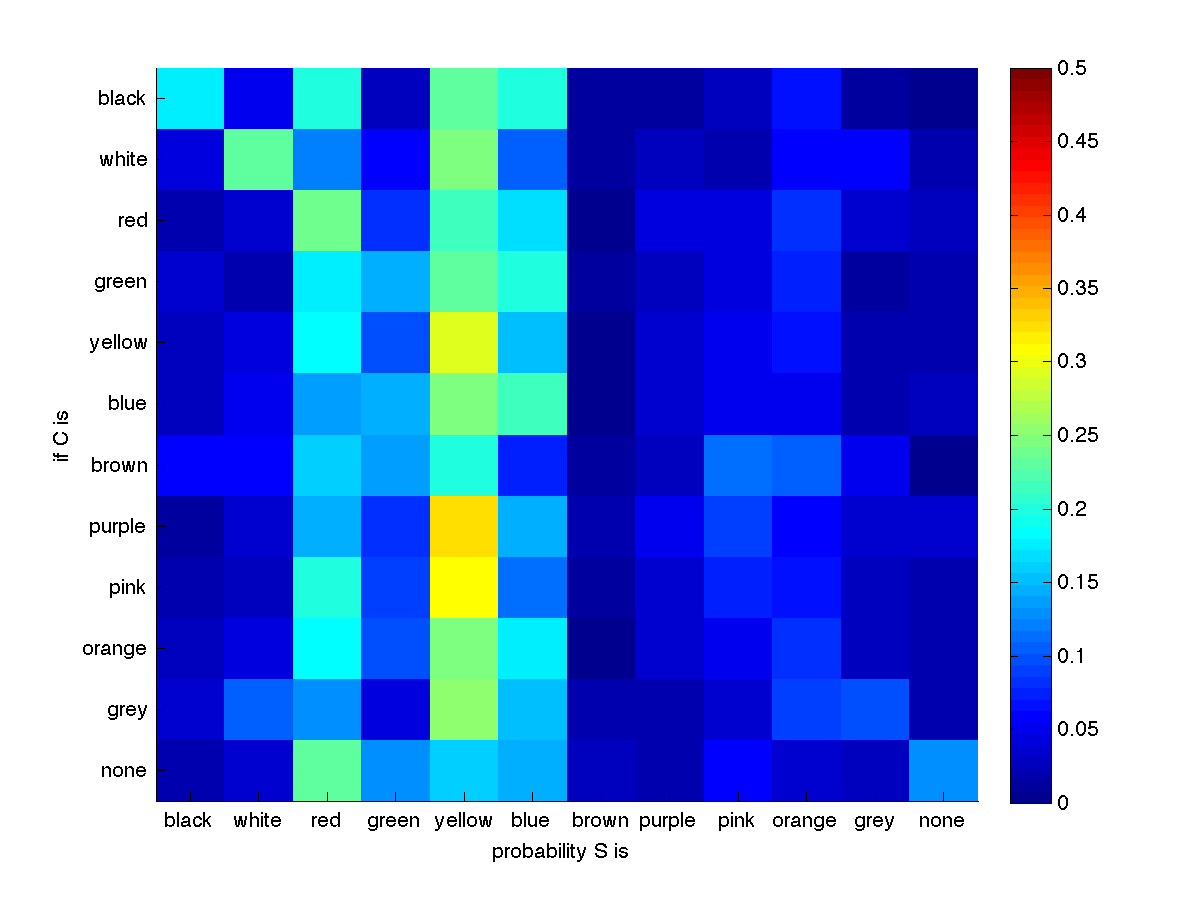 if C is
black
white
red
green
yellow
blue
brown
purple
pink
orange
grey
none
black white red green yellow blue brown purple pink orange grey none
probability S is
0.5
0.45
0.4
0.35
0.3
0.25
0.2
0.15
0.1
0.05
0